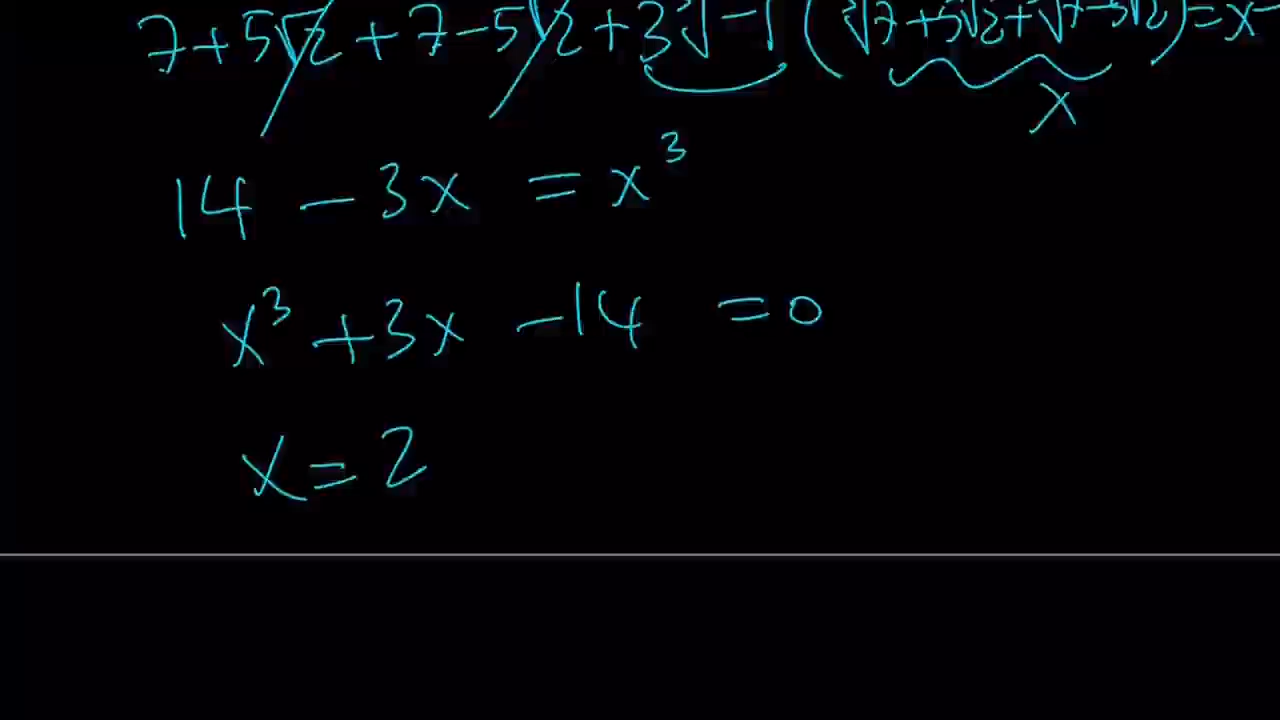 7 + 5√2 + 7 - 5√2 + 3 ∛-1 (∛7+5√2 + ∛7-5√2) = x
x
14 - 3x = x³
x³ + 3x - 14 = 0
x = 2